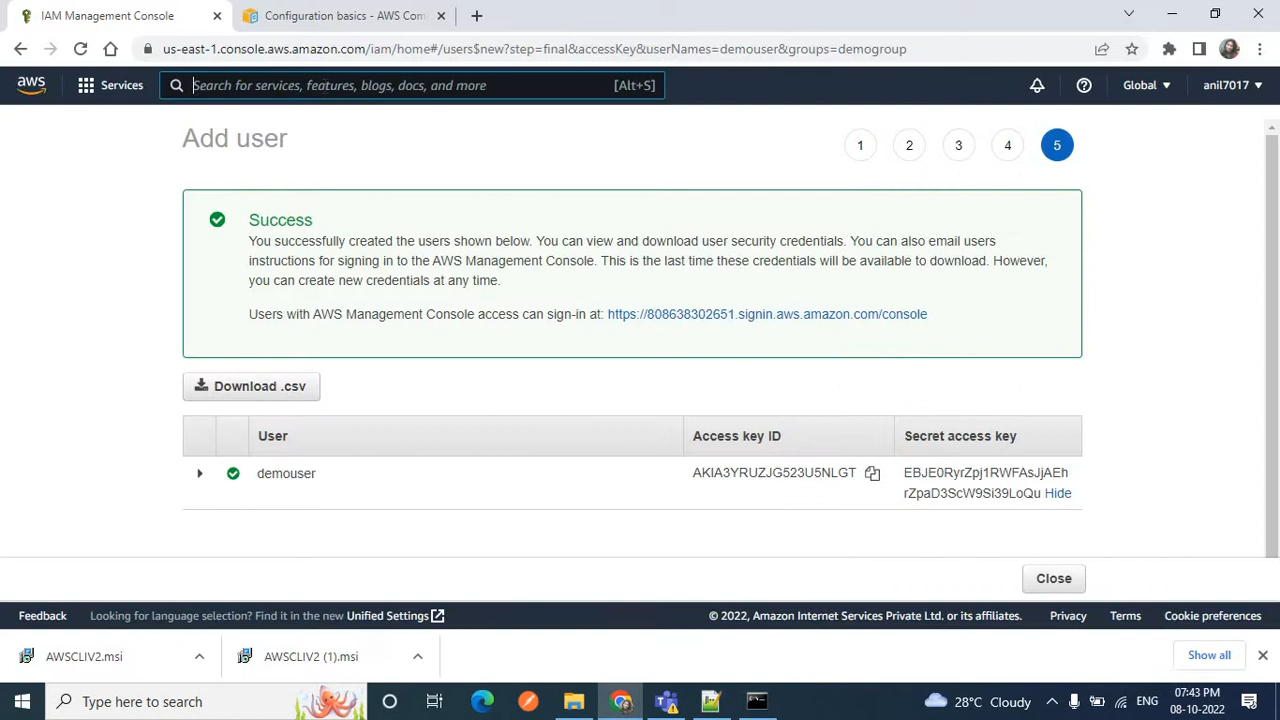 IAM Management Console
Configuration basics - AWS Com
us-east-1.console.aws.amazon.com/iam/home#/users$new?step=final&accessKey&userNames=demouser&groups=demogroup
aws
Services
Search for services, features, blogs, docs, and more
[Alt+S]
Global
anil7017
Add user
1 2 3 4 5
Success
You successfully created the users shown below. You can view and download user security credentials. You can also email users
instructions for signing in to the AWS Management Console. This is the last time these credentials will be available to download. However,
you can create new credentials at any time.
Users with AWS Management Console access can sign-in at: https://808638302651.signin.aws.amazon.com/console
Download .csv
User Access key ID Secret access key
demouser AKIA3YRUZJG523U5NLGT EBJE0RyrZpj1RWFAsJjAEh
rZpaD3ScW9Si39LoQu Hide
Close
Feedback Looking for language selection? Find it in the new Unified Settings © 2022, Amazon Internet Services Private Ltd. or its affiliates. Privacy Terms Cookie preferences
AWSCLIV2.msi
AWSCLIV2 (1).msi
Show all
Type here to search
28°C Cloudy
ENG
07:43 PM
08-10-2022